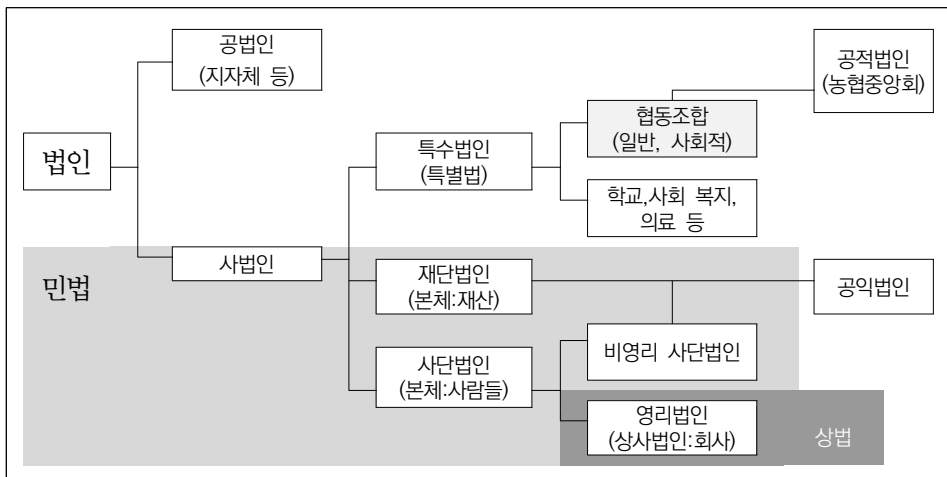 공법인
(지자체 등)
공적법인
(농협중앙회)
협동조합
(일반, 사회적)
법인
특수법인
(특별법)
학교,사회 복지,
의료 등
민법
사법인
재단법인
(본체:재산)
공익법인
비영리 사단법인
사단법인
(본체:사람들)
영리법인
(상사법인:회사)
상법